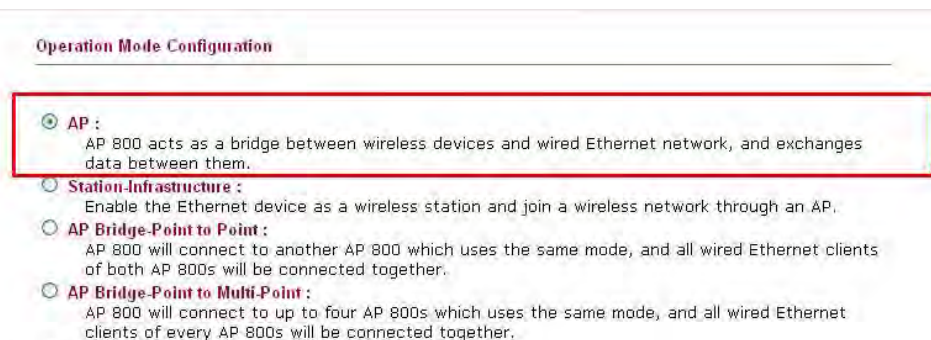 Operation Mode Configuration
AP :
AP 800 acts as a bridge between wireless devices and wired Ethernet network, and exchanges
data between them.
Station-Infrastructure :
Enable the Ethernet device as a wireless station and join a wireless network through an AP.
AP Bridge-Point to Point :
AP 800 will connect to another AP 800 which uses the same mode, and all wired Ethernet clients
of both AP 800s will be connected together.
AP Bridge-Point to Multi-Point :
AP 800 will connect to up to four AP 800s which uses the same mode, and all wired Ethernet
clients of every AP 800s will be connected together.